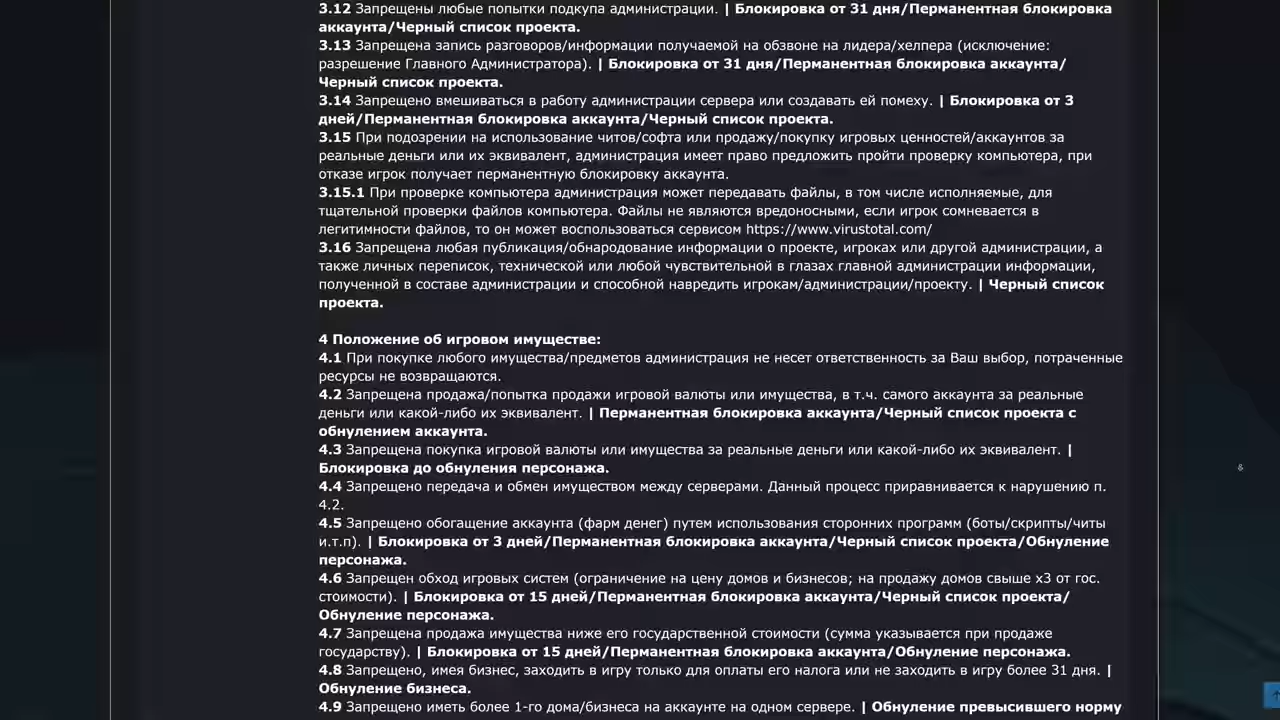 3.12 Запрещены любые попытки подкупа администрации. | Блокировка от 31 дня/Перманентная блокировка
аккаунта/Черный список проекта.
3.13 Запрещена запись разговоров/информации получаемой на обзвоне на лидера/хелпера (исключение:
разрешение Главного Администратора). | Блокировка от 31 дня/Перманентная блокировка аккаунта/
Черный список проекта.
3.14 Запрещено вмешиваться в работу администрации сервера или создавать ей помеху. | Блокировка от 3
дней/Перманентная блокировка аккаунта/Черный список проекта.
3.15 При подозрении на использование читов/софта или продажу/покупку игровых ценностей/аккаунтов за
реальные деньги или их эквивалент, администрация имеет право предложить пройти проверку компьютера, при
отказе игрок получает перманентную блокировку аккаунта.
3.15.1 При проверке компьютера администрация может передавать файлы, в том числе исполняемые, для
тщательной проверки файлов компьютера. Файлы не являются вредоносными, если игрок сомневается в
легитимности файлов, то он может воспользоваться сервисом https://www.virustotal.com/
3.16 Запрещена любая публикация/обнародование информации о проекте, игроках или другой администрации, а
также личных переписок, технической или любой чувствительной в глазах главной администрации информации,
полученной в составе администрации и способной навредить игрокам/администрации/проекту. | Черный список
проекта.
4 Положение об игровом имуществе:
4.1 При покупке любого имущества/предметов администрация не несет ответственность за Ваш выбор, потраченные
ресурсы не возвращаются.
4.2 Запрещена продажа/попытка продажи игровой валюты или имущества, в т.ч. самого аккаунта за реальные
деньги или какой-либо их эквивалент. | Перманентная блокировка аккаунта/Черный список проекта с
обнулением аккаунта.
4.3 Запрещена покупка игровой валюты или имущества за реальные деньги или какой-либо их эквивалент. |
Блокировка до обнуления персонажа.
4.4 Запрещено передача и обмен имуществом между серверами. Данный процесс приравнивается к нарушению п.
4.2.
4.5 Запрещено обогащение аккаунта (фарм денег) путем использования сторонних программ (боты/скрипты/читы
и.т.п). | Блокировка от 3 дней/Перманентная блокировка аккаунта/Черный список проекта/Обнуление
персонажа.
4.6 Запрещен обход игровых систем (ограничение на цену домов и бизнесов; на продажу домов свыше х3 от гос.
стоимости). | Блокировка от 15 дней/Перманентная блокировка аккаунта/Черный список проекта/
Обнуление персонажа.
4.7 Запрещена продажа имущества ниже его государственной стоимости (сумма указывается при продаже
государству). | Блокировка от 15 дней/Перманентная блокировка аккаунта/Обнуление персонажа.
4.8 Запрещено, имея бизнес, заходить в игру только для оплаты его налога или не заходить в игру более 31 дня. |
Обнуление бизнеса.
4.9 Запрещено иметь более 1-го дома/бизнеса на аккаунте на одном сервере. | Обнуление превысившего норму